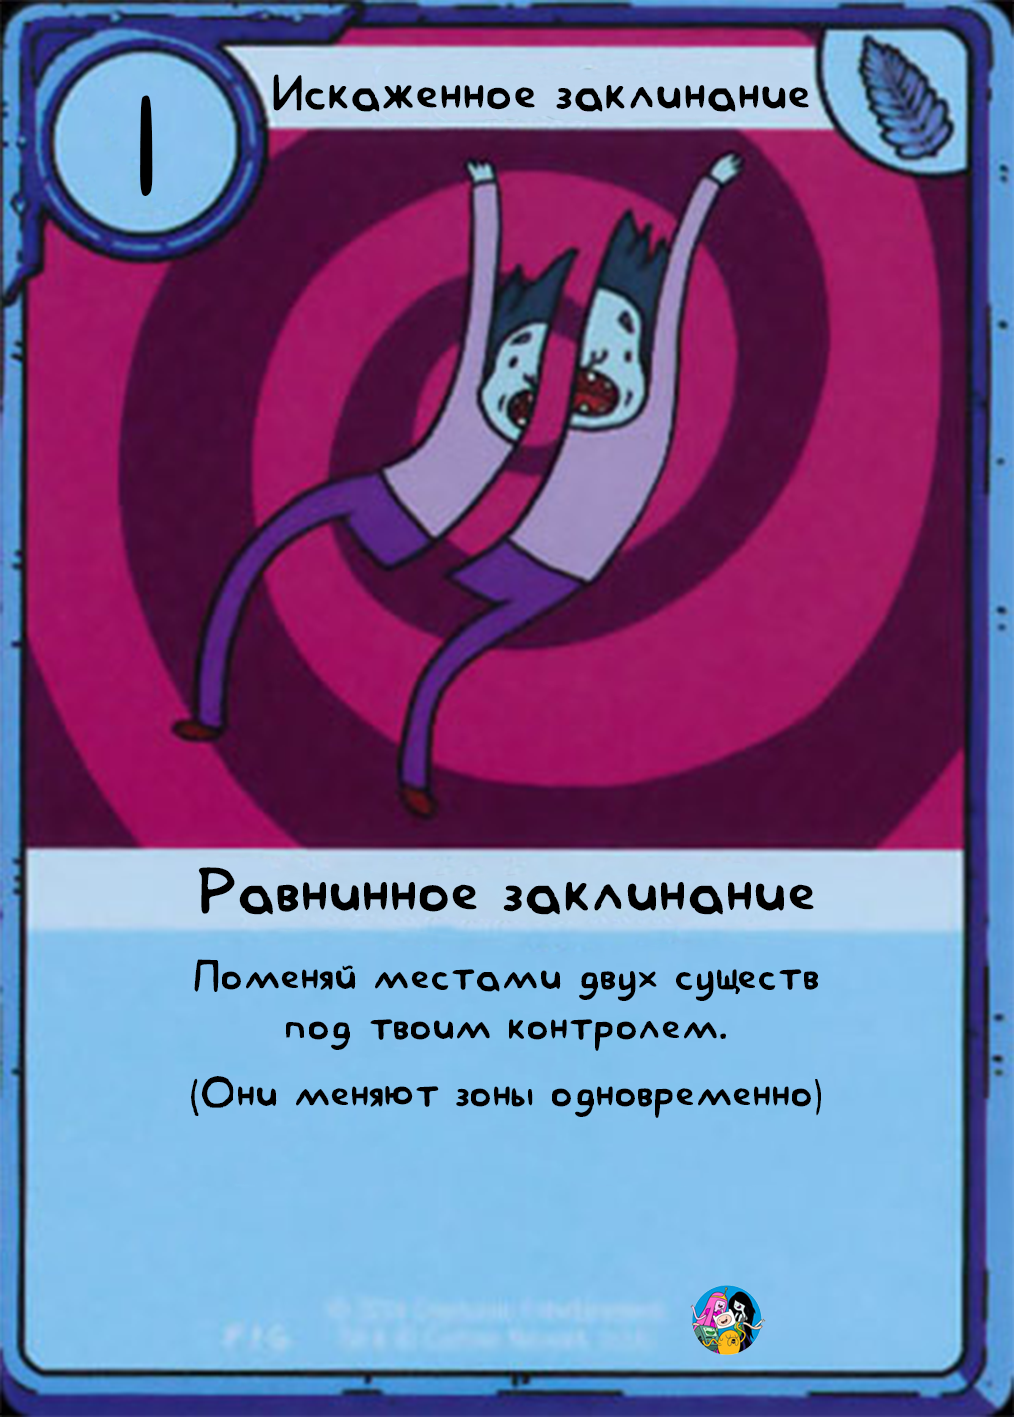 1
Искаженное заклинание
Равнинное заклинание
Поменяй местами двух существ
под твоим контролем.
(Они меняют зоны одновременно)